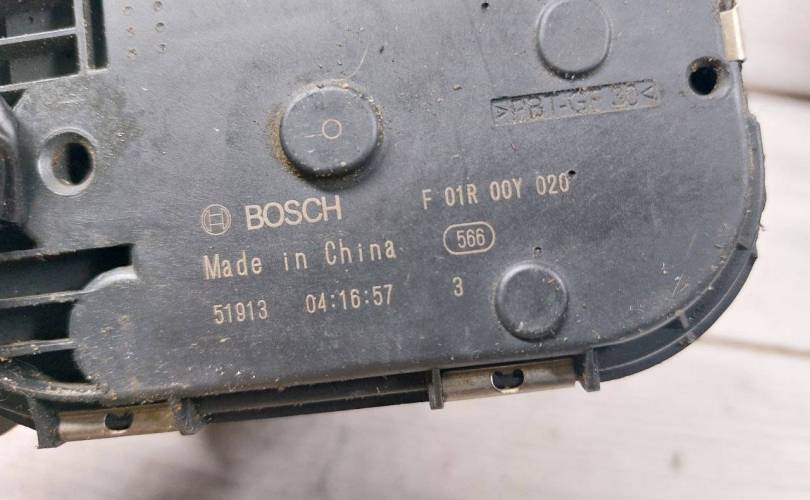 >PBT-GF30<
BOSCH F 01R 00Y 020
Made in China 566
51913 04:16:57 3